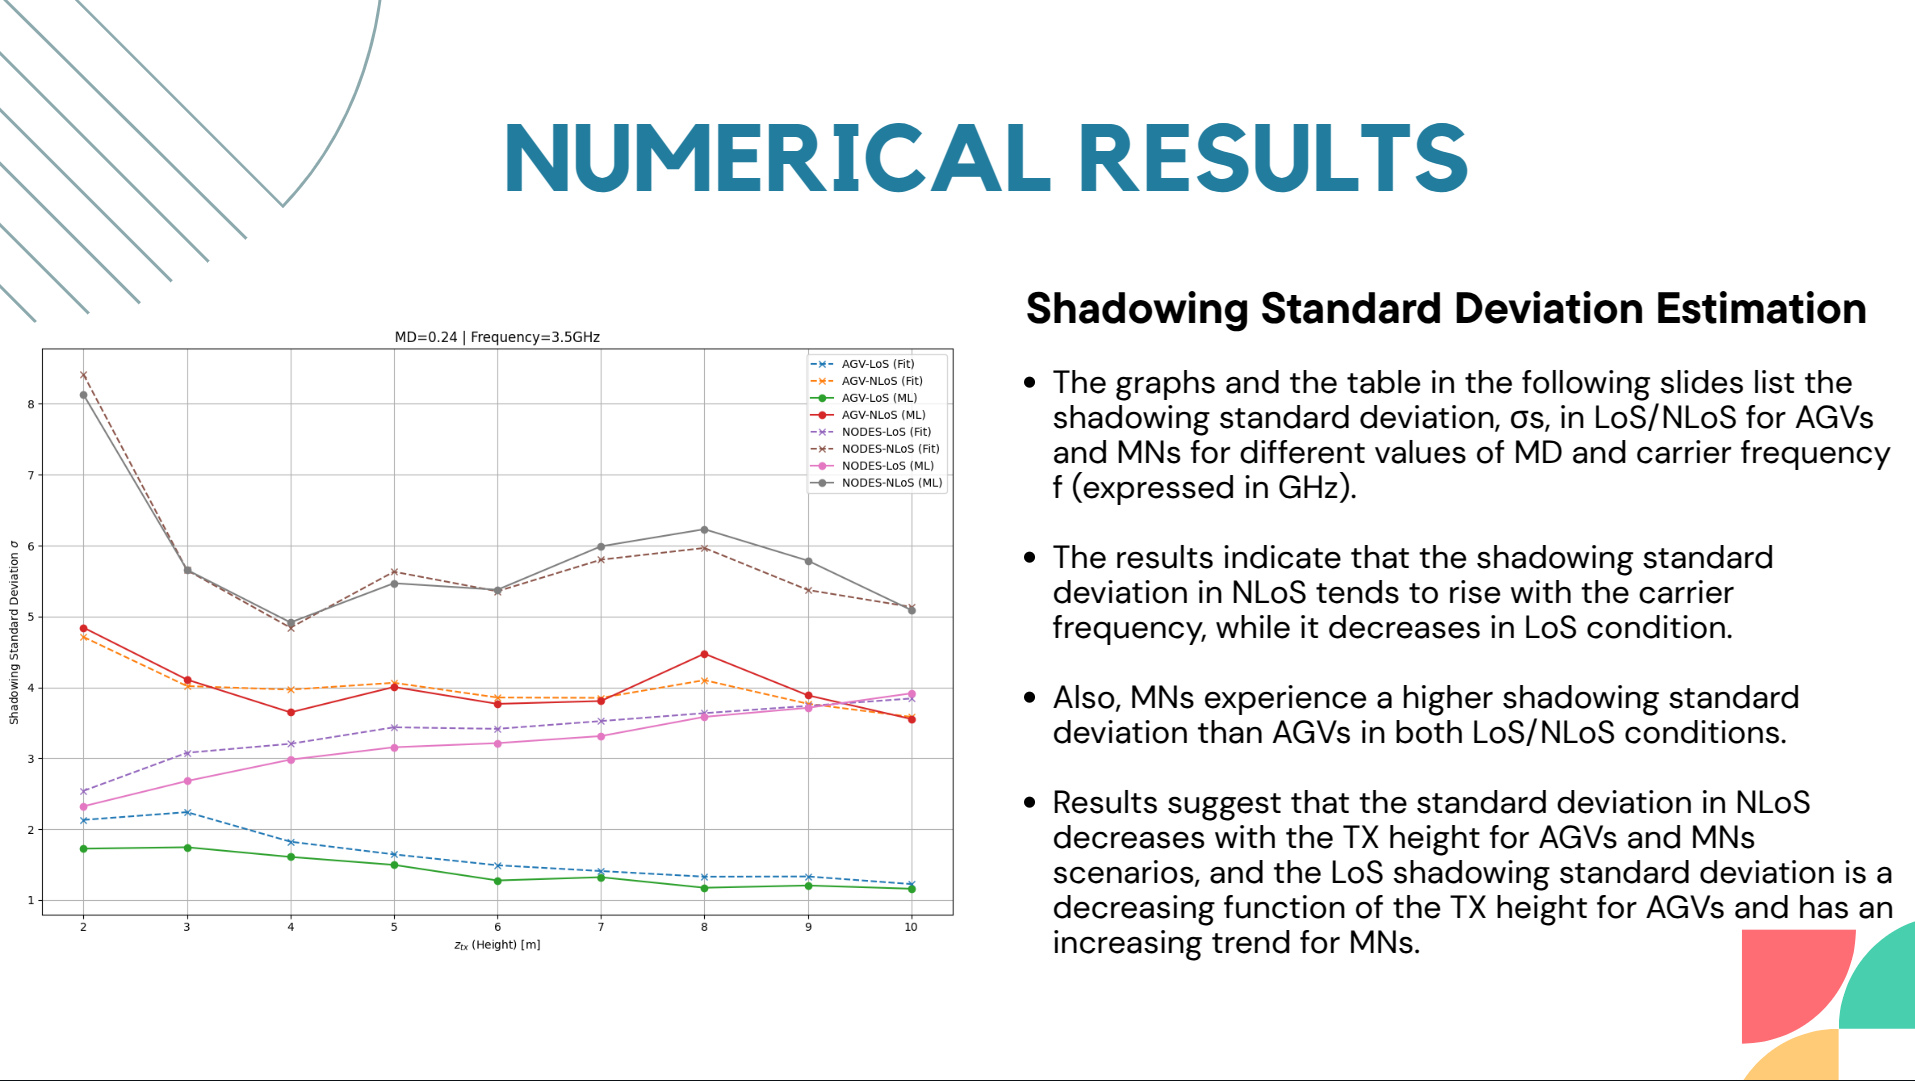 NUMERICAL RESULTS
MD=0.24 | Frequency=3.5GHz
AGV-LoS (Fit)
AGV-NLoS (Fit)
AGV-LoS (ML)
AGV-NLoS (ML)
NODES-LoS (Fit)
NODES-NLoS (Fit)
NODES-LoS (ML)
NODES-NLoS (ML)
Shadowing Standard Deviation σ
8
7
6
5
4
3
2
1
2 3 4 5 6 7 8 9 10
ztx (Height) [m]
Shadowing Standard Deviation Estimation
• The graphs and the table in the following slides list the
shadowing standard deviation, σs, in LoS/NLoS for AGVs
and MNs for different values of MD and carrier frequency
f (expressed in GHz).
• The results indicate that the shadowing standard
deviation in NLoS tends to rise with the carrier
frequency, while it decreases in LoS condition.
• Also, MNs experience a higher shadowing standard
deviation than AGVs in both LoS/NLoS conditions.
• Results suggest that the standard deviation in NLoS
decreases with the TX height for AGVs and MNs
scenarios, and the LoS shadowing standard deviation is a
decreasing function of the TX height for AGVs and has an
increasing trend for MNs.